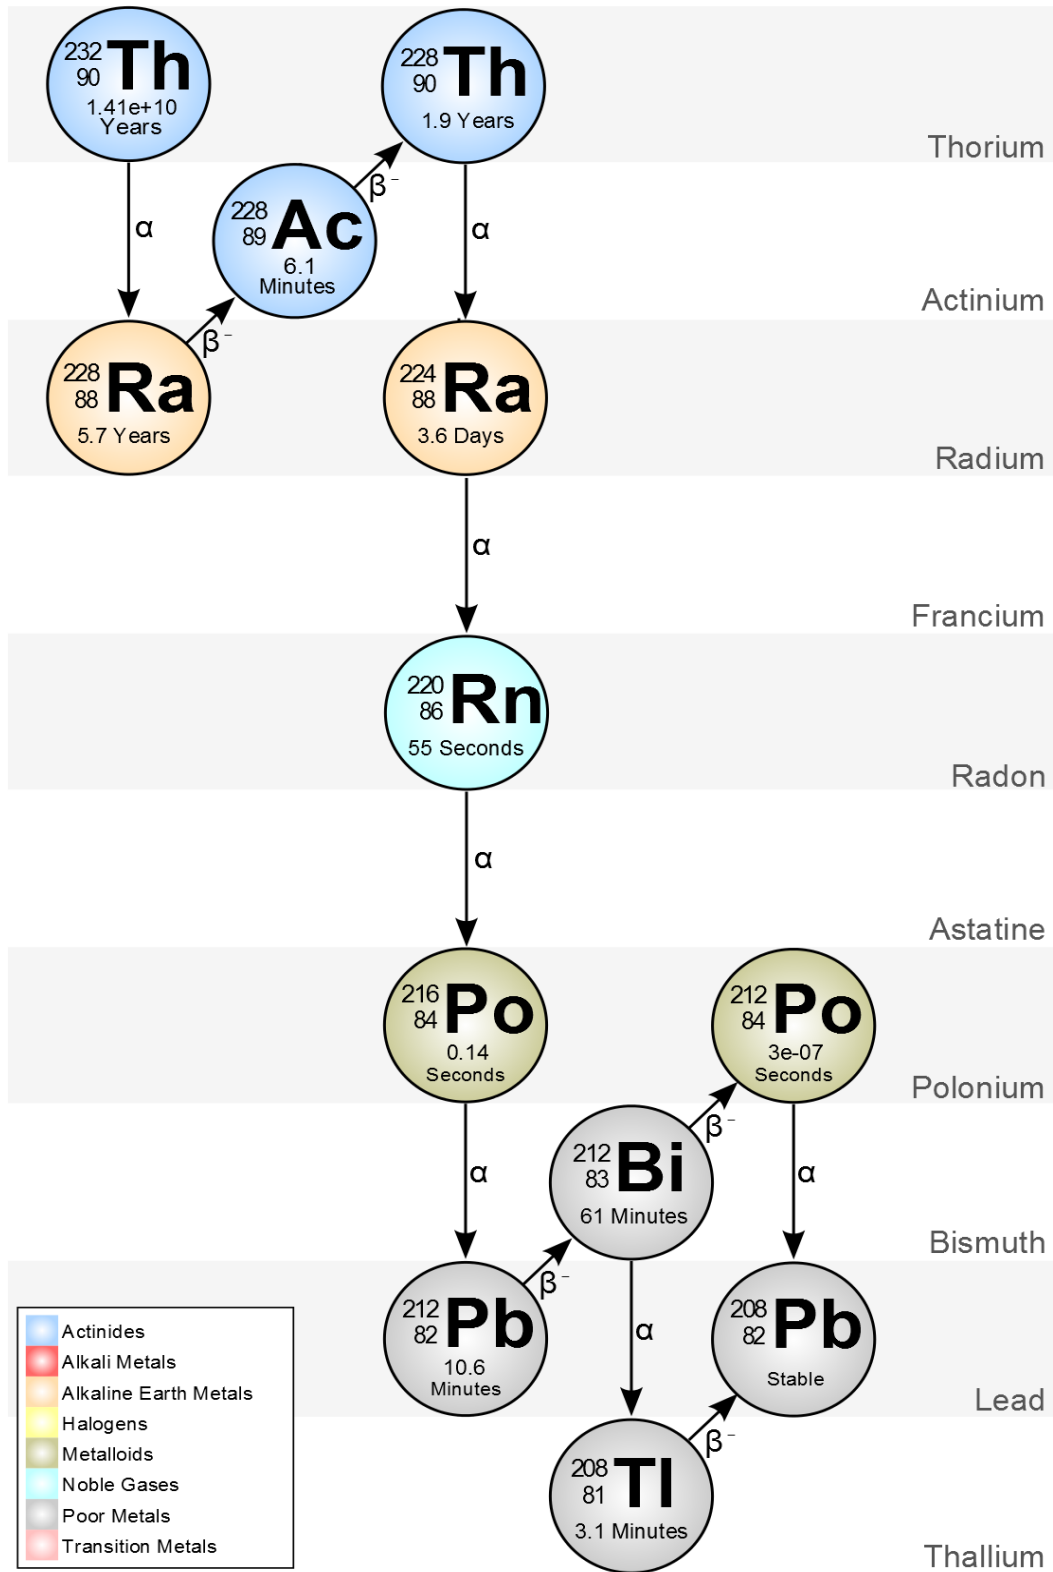 232
90
Th
1.41e+10
Years
228
90
Th
1.9 Years
Thorium
α
β⁻
228
89
Ac
6.1
Minutes
α
Actinium
β⁻
228
88
Ra
5.7 Years
224
88
Ra
3.6 Days
Radium
α
Francium
220
86
Rn
55 Seconds
Radon
α
Astatine
216
84
Po
0.14
Seconds
212
84
Po
3e-07
Seconds
Polonium
α
212
83
Bi
61 Minutes
β⁻
α
Bismuth
β⁻
212
82
Pb
10.6
Minutes
α
208
82
Pb
Stable
Lead
β⁻
208
81
Tl
3.1 Minutes
Thallium
Actinides
Alkali Metals
Alkaline Earth Metals
Halogens
Metalloids
Noble Gases
Poor Metals
Transition Metals